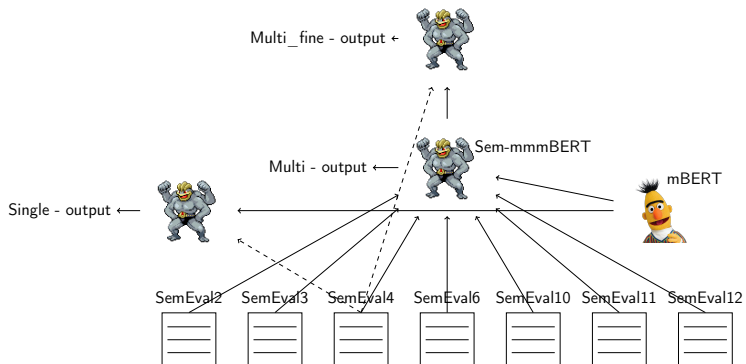 Multi_fine - output
Sem-mmmBERT
Multi - output
mBERT
Single - output
SemEval2
SemEval3
SemEval4
SemEval6
SemEval10
SemEval11
SemEval12